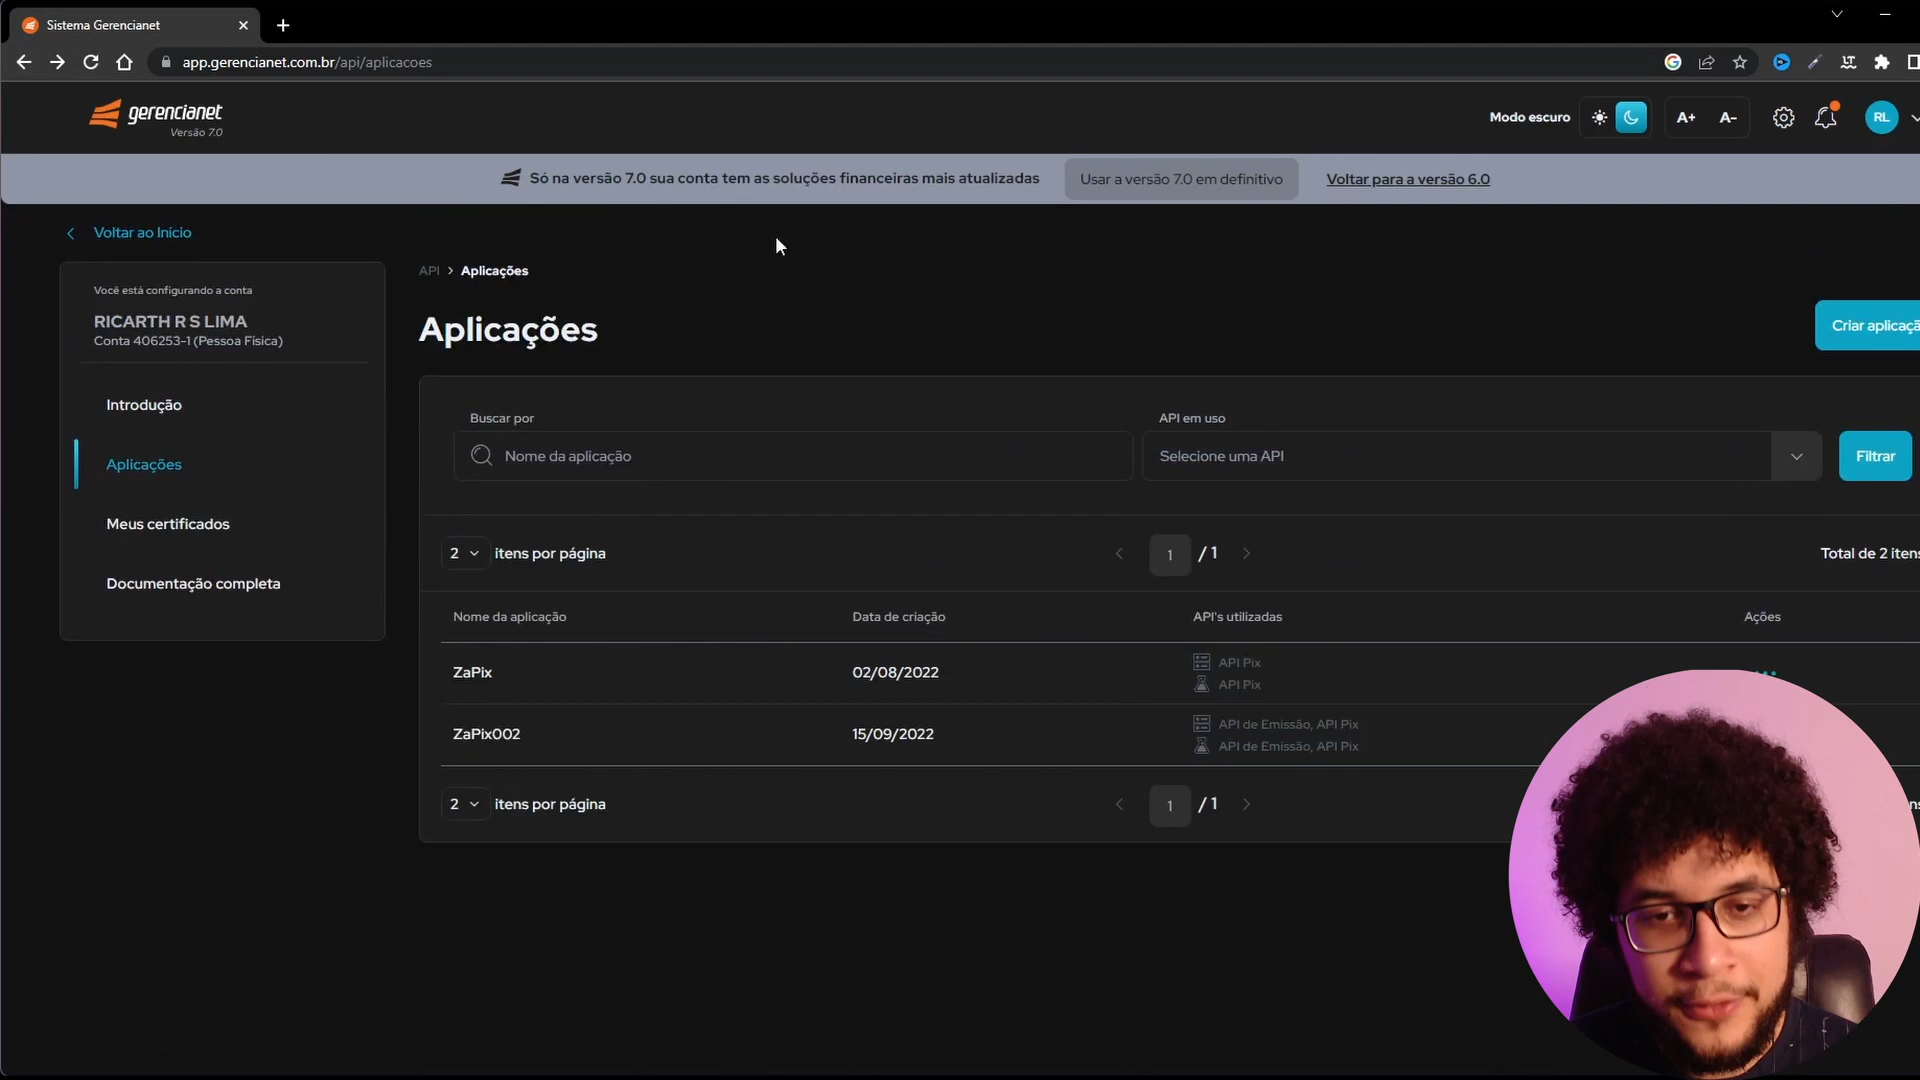 Sistema Gerencianet
app.gerencianet.com.br/api/aplicacoes
gerencianet
Versão 7.0
Modo escuro
A+
A-
RL
Só na versão 7.0 sua conta tem as soluções financeiras mais atualizadas
Usar a versão 7.0 em definitivo
Voltar para a versão 6.0
Voltar ao Início
Você está configurando a conta
RICARTH R S LIMA
Conta 406253-1 (Pessoa Física)
Introdução
Aplicações
Meus certificados
Documentação completa
API > Aplicações
Aplicações
Criar aplicaçã
Buscar por
Nome da aplicação
API em uso
Selecione uma API
Filtrar
2 itens por página
1 / 1
Total de 2 itens
Nome da aplicação
Data de criação
API's utilizadas
Ações
ZaPix
02/08/2022
API Pix
API Pix
ZaPix002
15/09/2022
API de Emissão, API Pix
API de Emissão, API Pix
2 itens por página
1 / 1